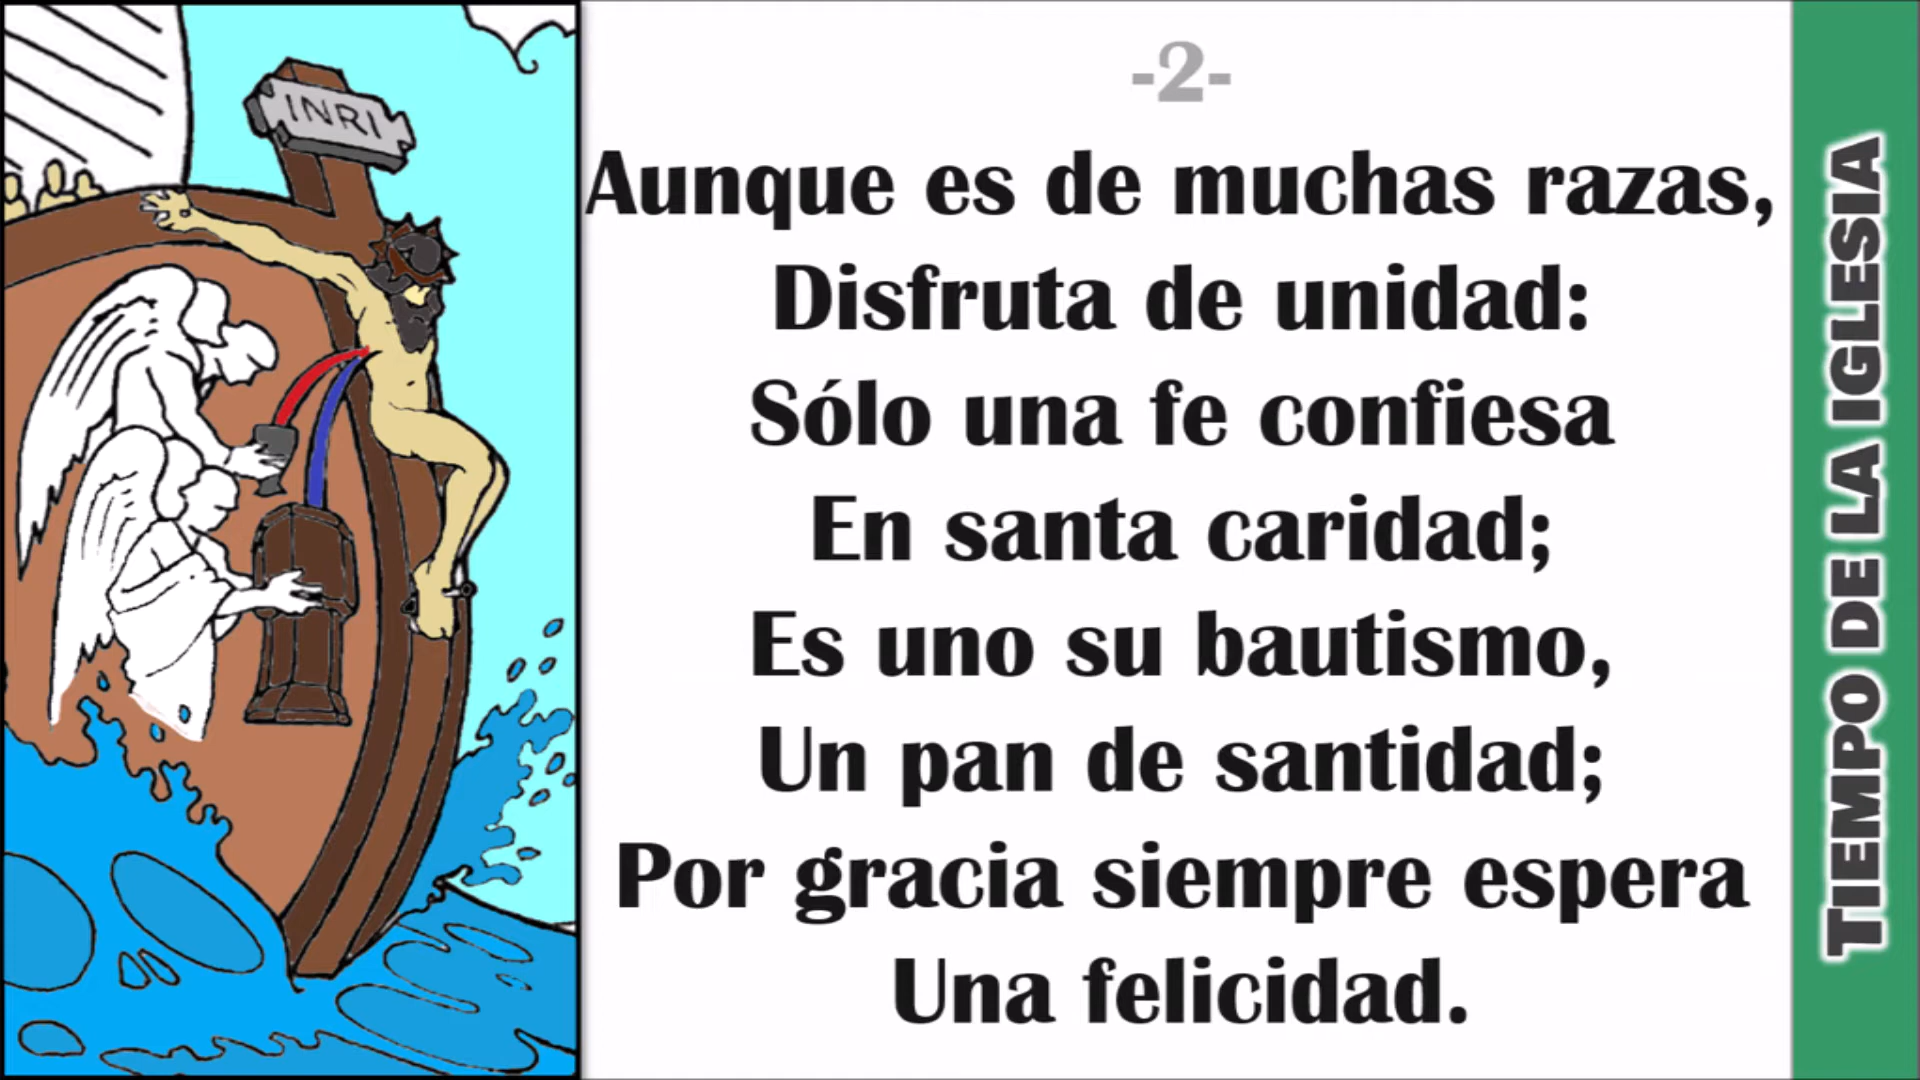 INRI
-2-
Aunque es de muchas razas,
Disfruta de unidad:
Sólo una fe confiesa
En santa caridad;
Es uno su bautismo,
Un pan de santidad;
Por gracia siempre espera
Una felicidad.
TIEMPO DE LA IGLESIA